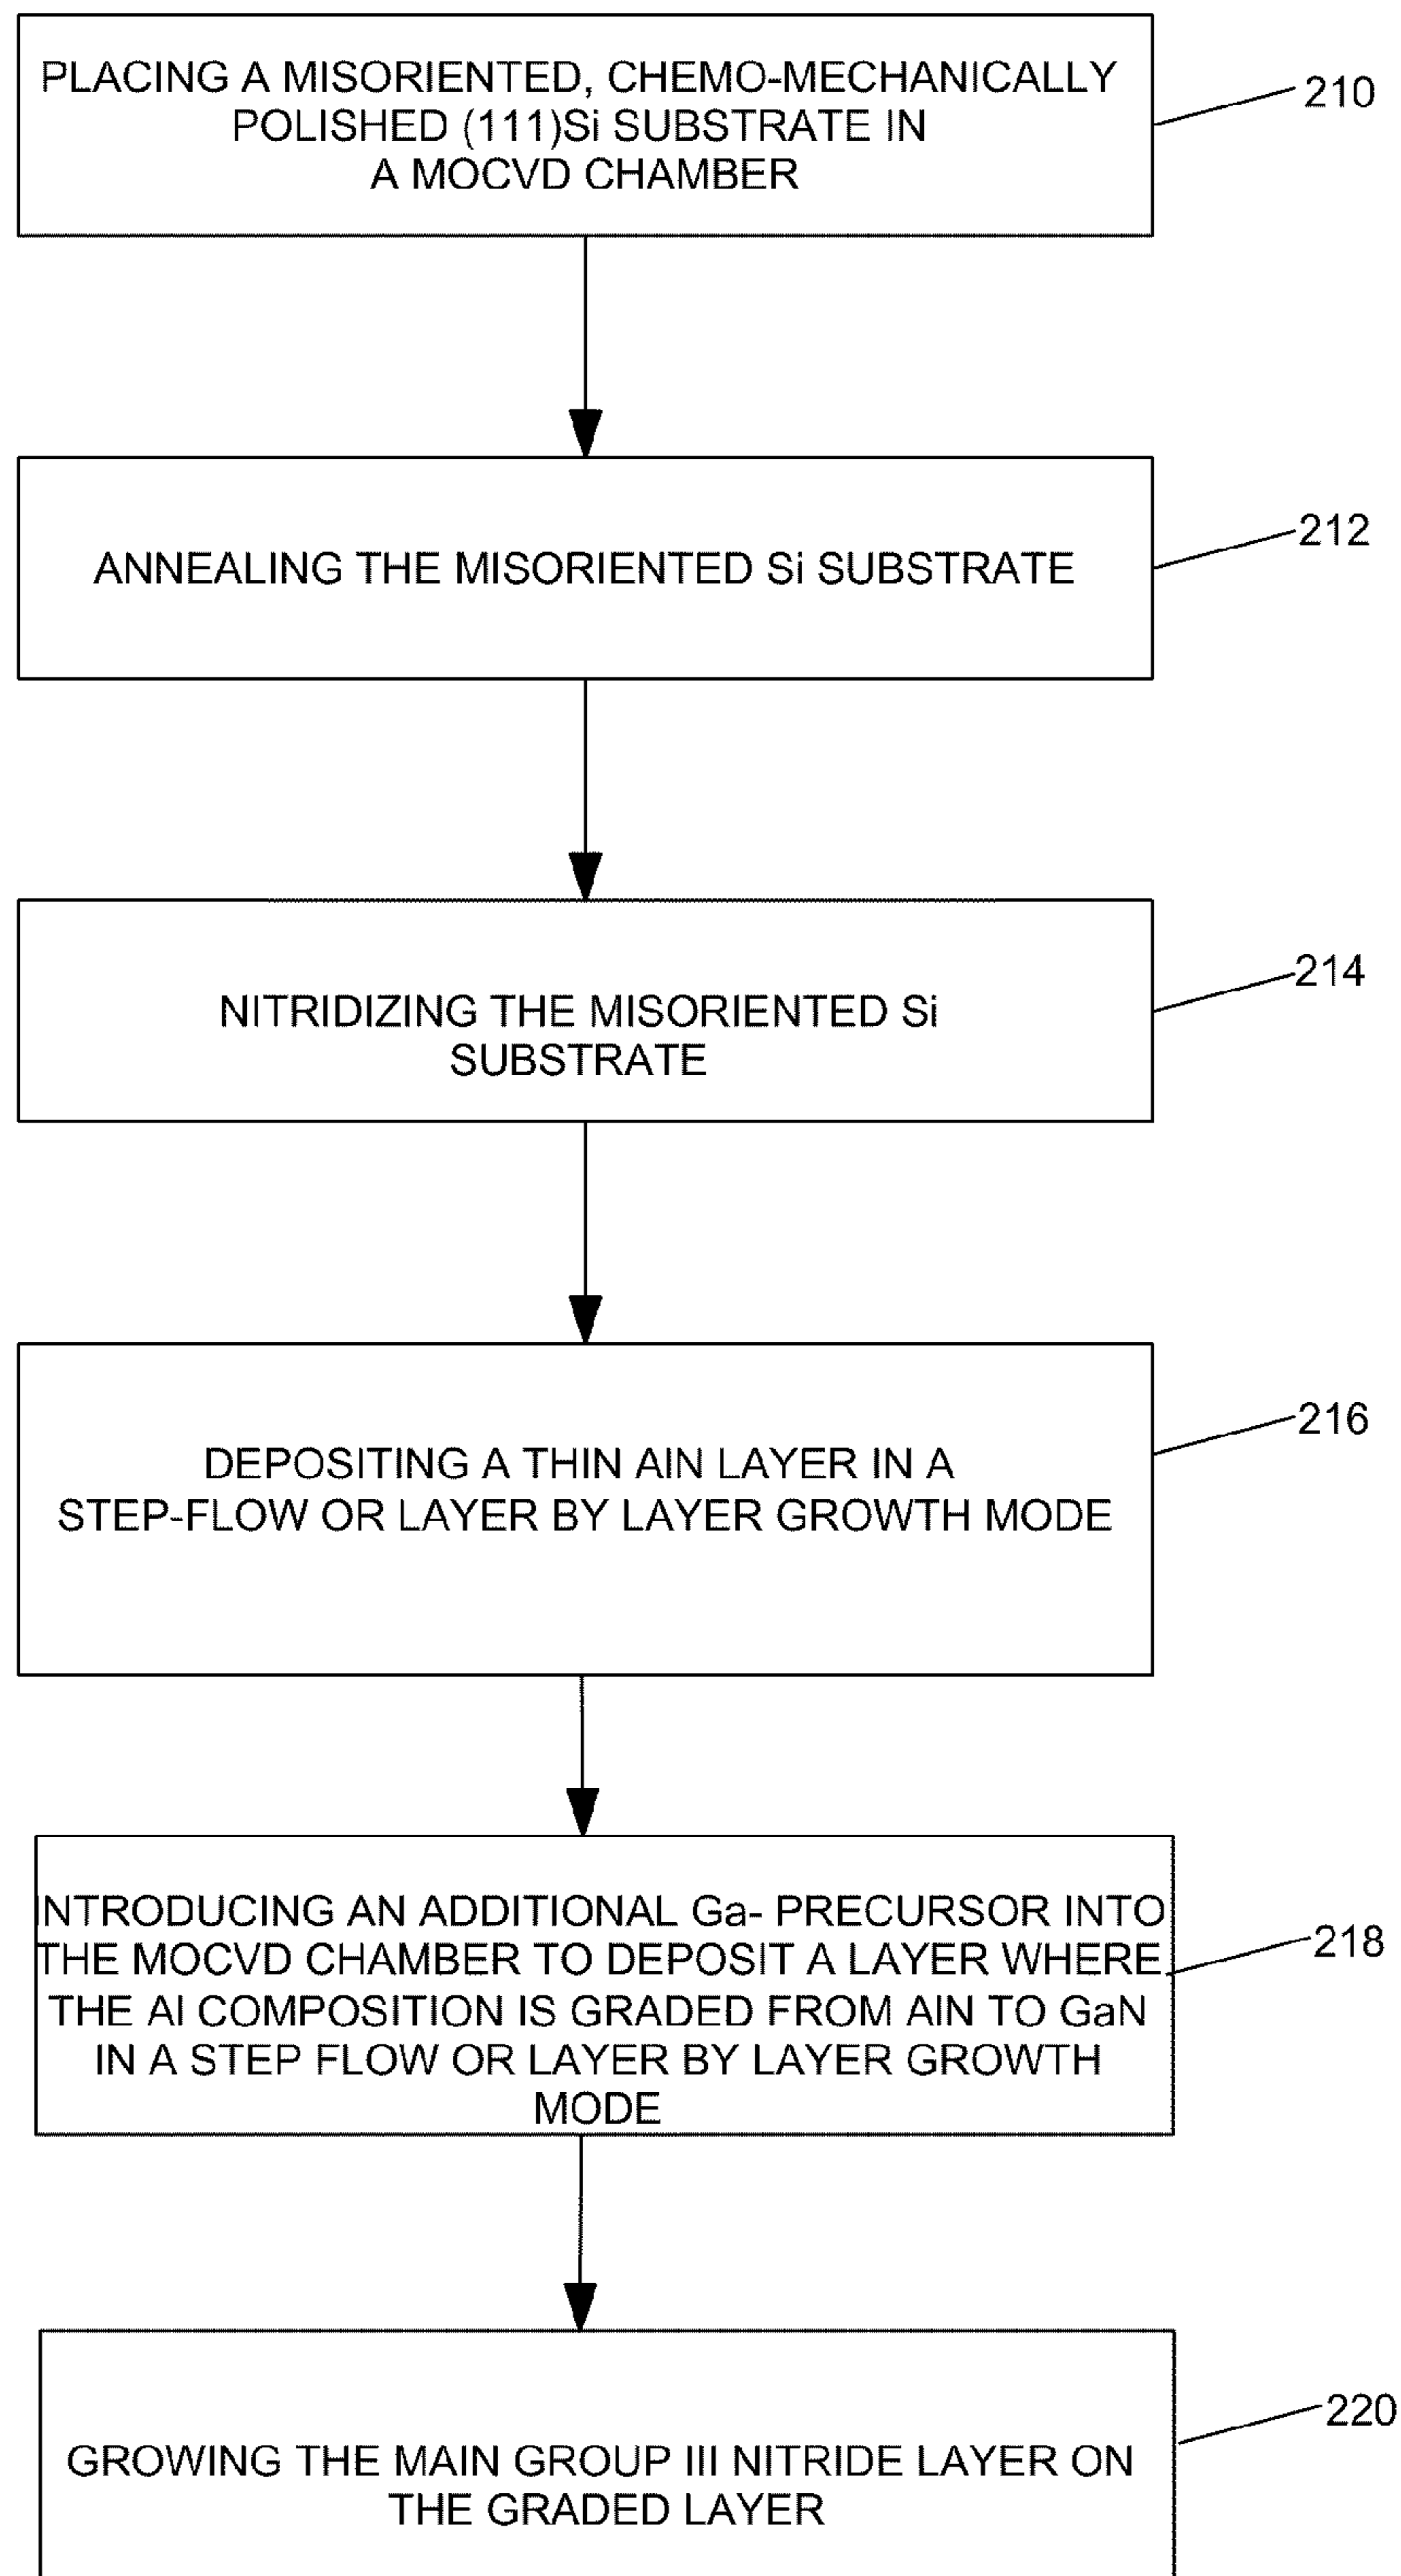 PLACING A MISORIENTED, CHEMO-MECHANICALLY
POLISHED (111)Si SUBSTRATE IN
A MOCVD CHAMBER
210
ANNEALING THE MISORIENTED Si SUBSTRATE
212
NITRIDIZING THE MISORIENTED Si
SUBSTRATE
214
DEPOSITING A THIN AlN LAYER IN A
STEP-FLOW OR LAYER BY LAYER GROWTH MODE
216
INTRODUCING AN ADDITIONAL Ga- PRECURSOR INTO
THE MOCVD CHAMBER TO DEPOSIT A LAYER WHERE
THE Al COMPOSITION IS GRADED FROM AlN TO GaN
IN A STEP FLOW OR LAYER BY LAYER GROWTH
MODE
218
GROWING THE MAIN GROUP III NITRIDE LAYER ON
THE GRADED LAYER
220